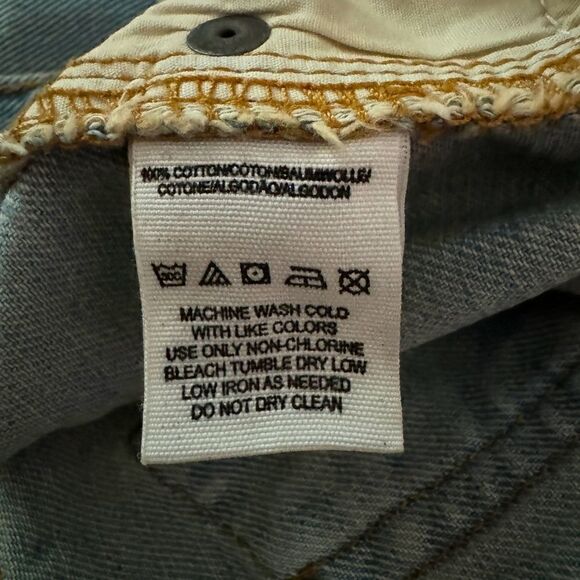 100% COTTON/COTON/BAUMWOLLE/
COTONE/ALGODÃO/ALGODON
30C
MACHINE WASH COLD
WITH LIKE COLORS
USE ONLY NON-CHLORINE
BLEACH TUMBLE DRY LOW
LOW IRON AS NEEDED
DO NOT DRY CLEAN